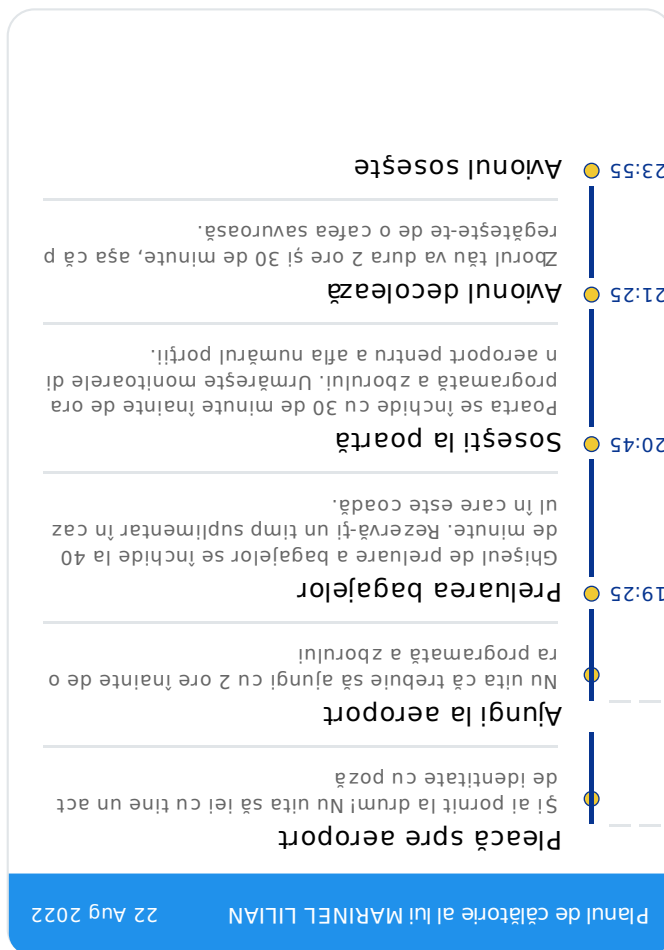 Planul de călătorie al lui MARINEL LILIAN 22 Aug 2022
Pleacă spre aeroport
Și ai pornit la drum! Nu uita să iei cu tine un act
de identitate cu poză
Ajungi la aeroport
Nu uita că trebuie să ajungi cu 2 ore înainte de o
ra programată a zborului
19:25 Preluarea bagajelor
Ghișeul de preluare a bagajelor se închide la 40
de minute. Rezervă-ţi un timp suplimentar în caz
ul în care este coadă.
20:45 Soseşti la poartă
Poarta se închide cu 30 de minute înainte de ora
programată a zborului. Urmăreşte monitoarele di
n aeroport pentru a afla numărul porţii.
21:25 Avionul decolează
Zborul tău va dura 2 ore și 30 de minute, aşa că p
regăteşte-te de o cafea savuroasă.
23:55 Avionul soseşte